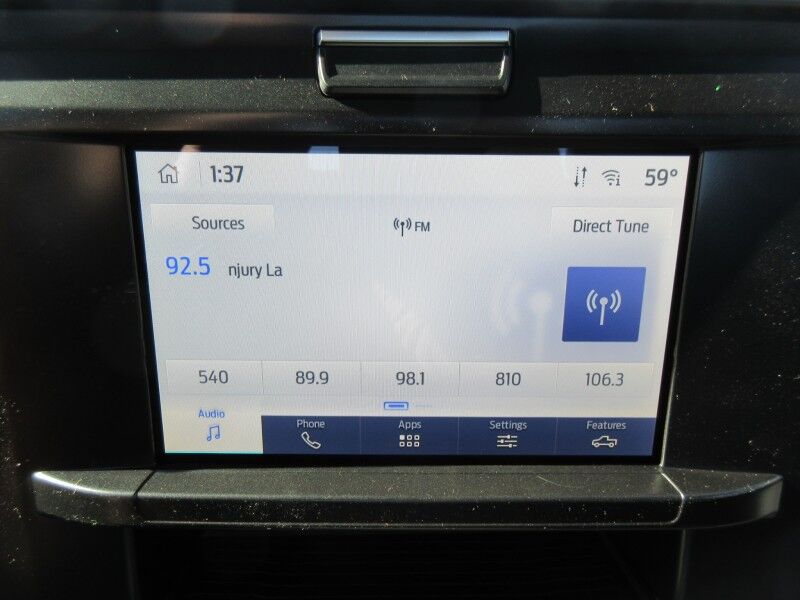 1:37 59°
Sources FM Direct Tune
92.5 njury La
540 89.9 98.1 810 106.3
Audio Phone Apps Settings Features